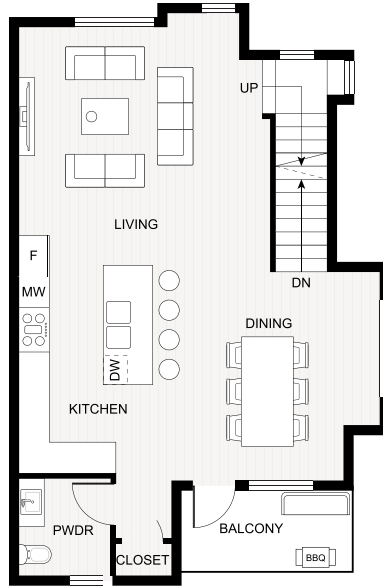 UP
LIVING
F
MW
DN
DINING
DW
KITCHEN
PWDR
BALCONY
CLOSET
BBQ